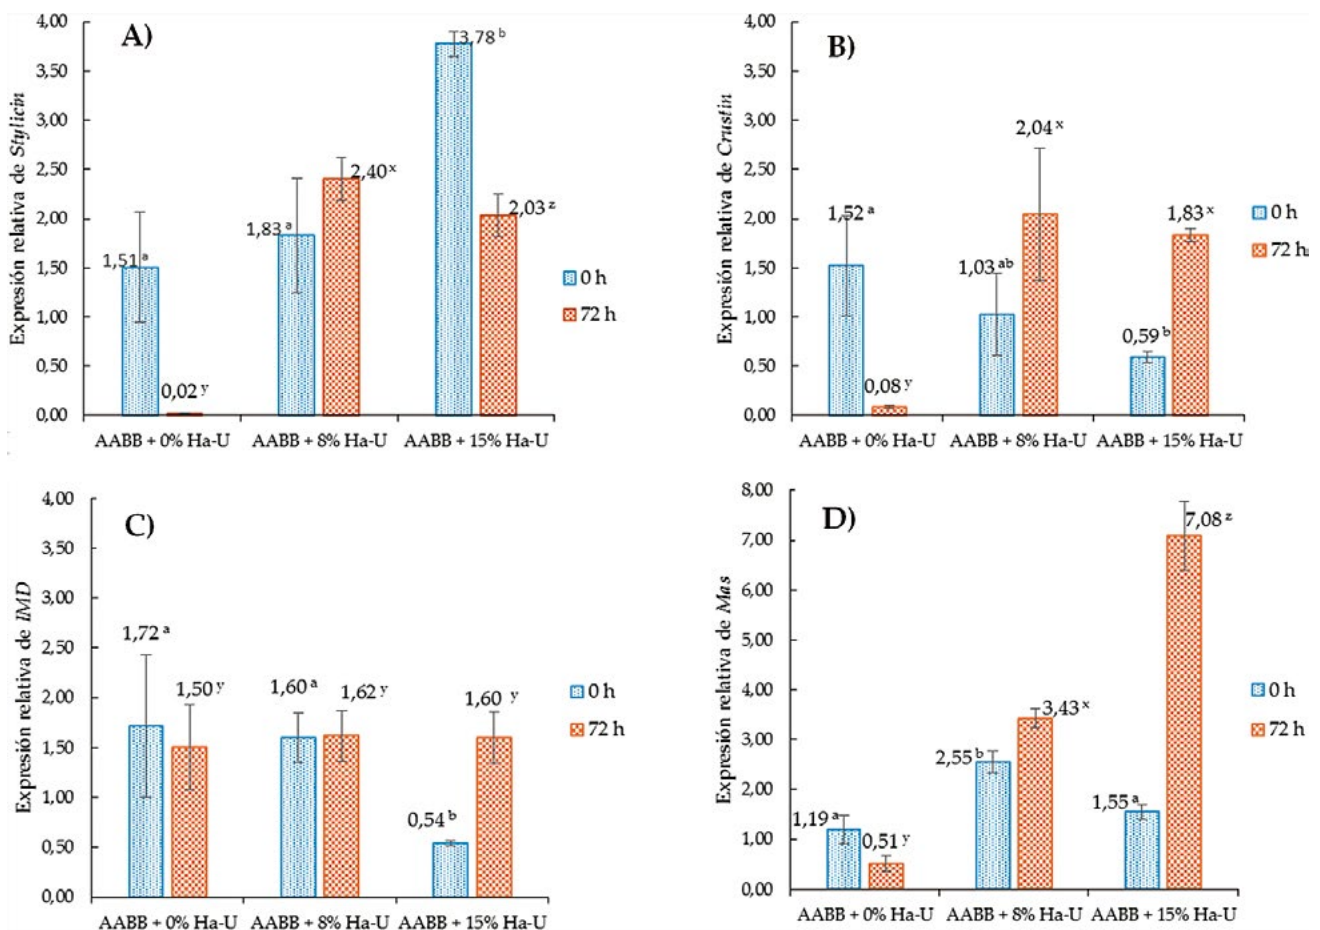 A)
Expresión relativa de Stylicin
4,00
3,50
3,00
2,50
2,00
1,50
1,00
0,50
0,00
1,51 a
0,02 y
1,83 a
2,40 x
3,78 b
2,03 z
AABB + 0% Ha-U
AABB + 8% Ha-U
AABB + 15% Ha-U
0 h
72 h
B)
Expresión relativa de Crustin
4,00
3,50
3,00
2,50
2,00
1,50
1,00
0,50
0,00
1,52 a
0,08 y
1,03 ab
2,04 x
0,59 b
1,83 x
AABB + 0% Ha-U
AABB + 8% Ha-U
AABB + 15% Ha-U
0 h
72 h
C)
Expresión relativa de IMD
4,00
3,50
3,00
2,50
2,00
1,50
1,00
0,50
0,00
1,72 a
1,50 y
1,60 a
1,62 y
0,54 b
1,60 y
AABB + 0% Ha-U
AABB + 8% Ha-U
AABB + 15% Ha-U
0 h
72 h
D)
Expresión relativa de Mas
8,00
7,00
6,00
5,00
4,00
3,00
2,00
1,00
0,00
1,19 a
0,51 y
2,55 b
3,43 x
1,55 a
7,08 z
AABB + 0% Ha-U
AABB + 8% Ha-U
AABB + 15% Ha-U
0 h
72 h